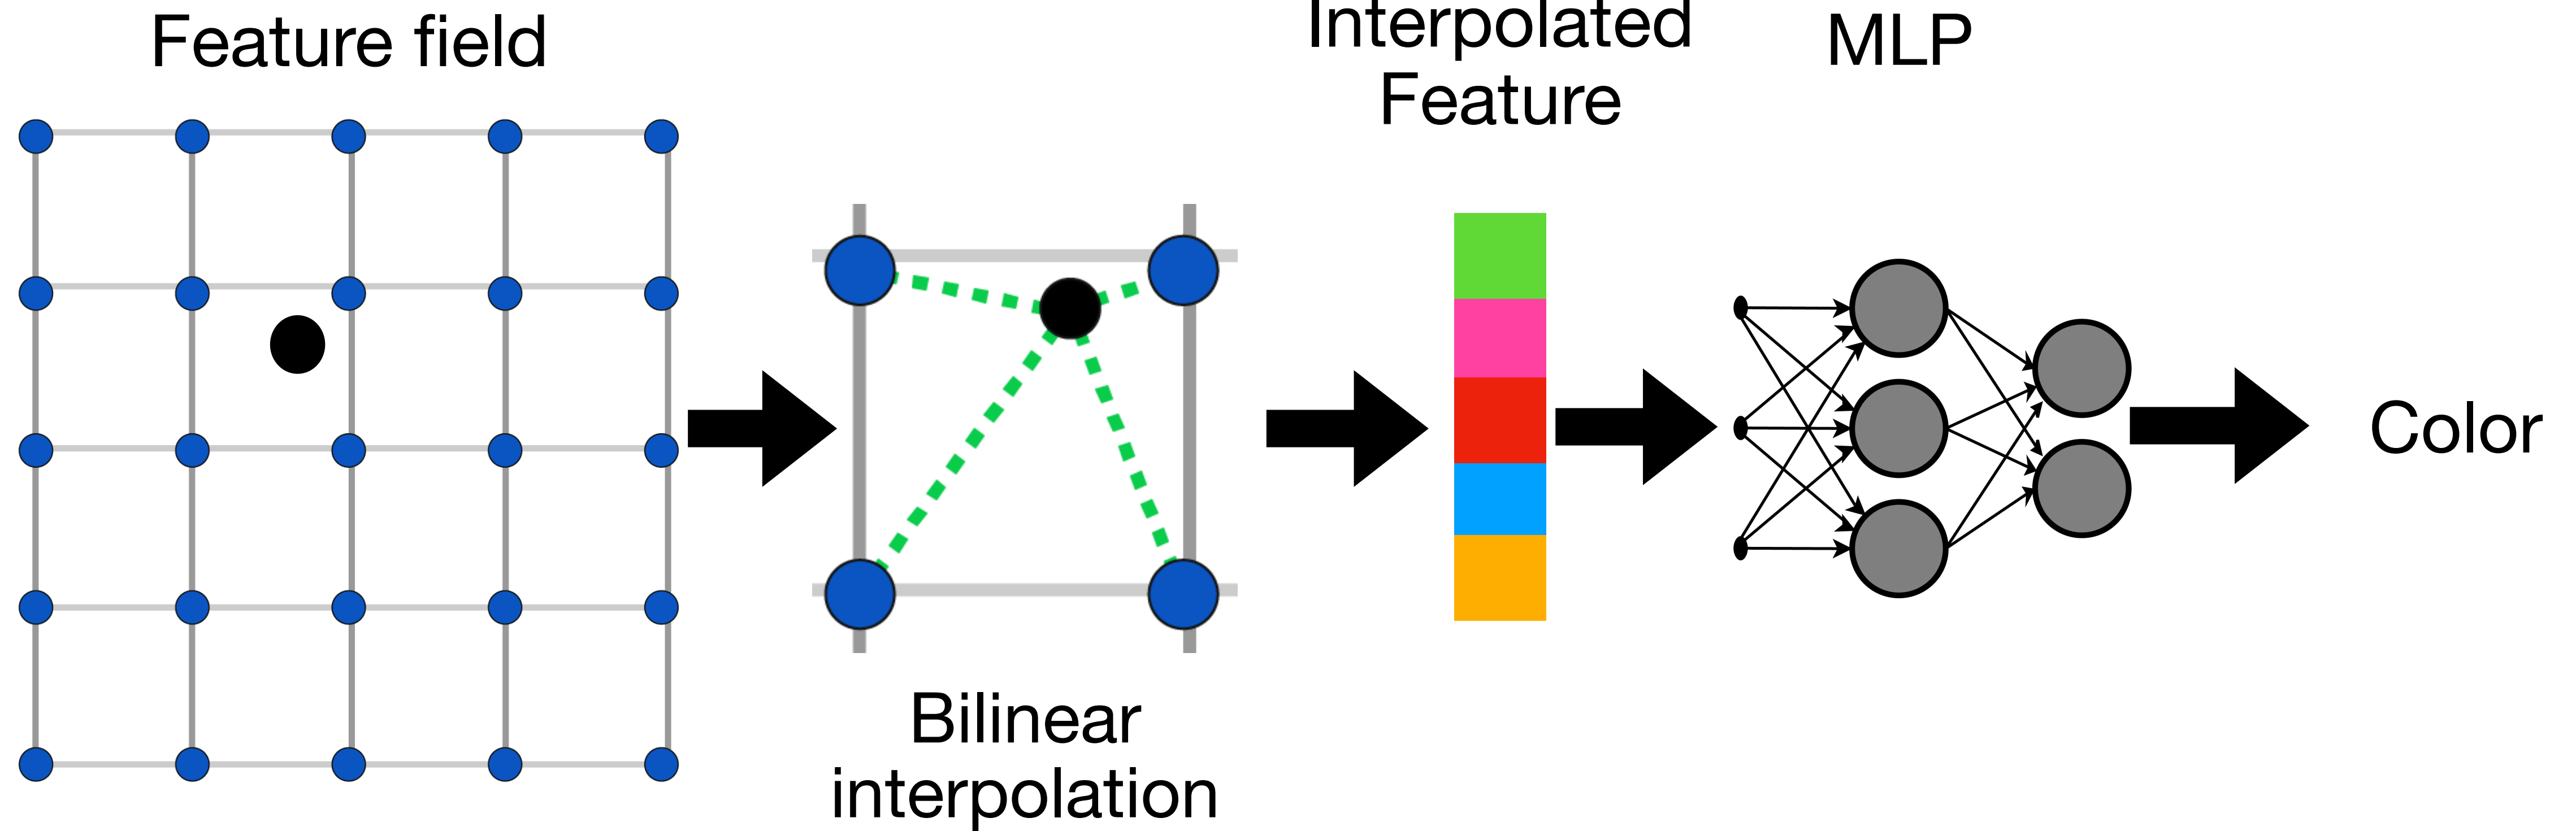 Feature field
Bilinear
interpolation
Interpolated
Feature
MLP
Color